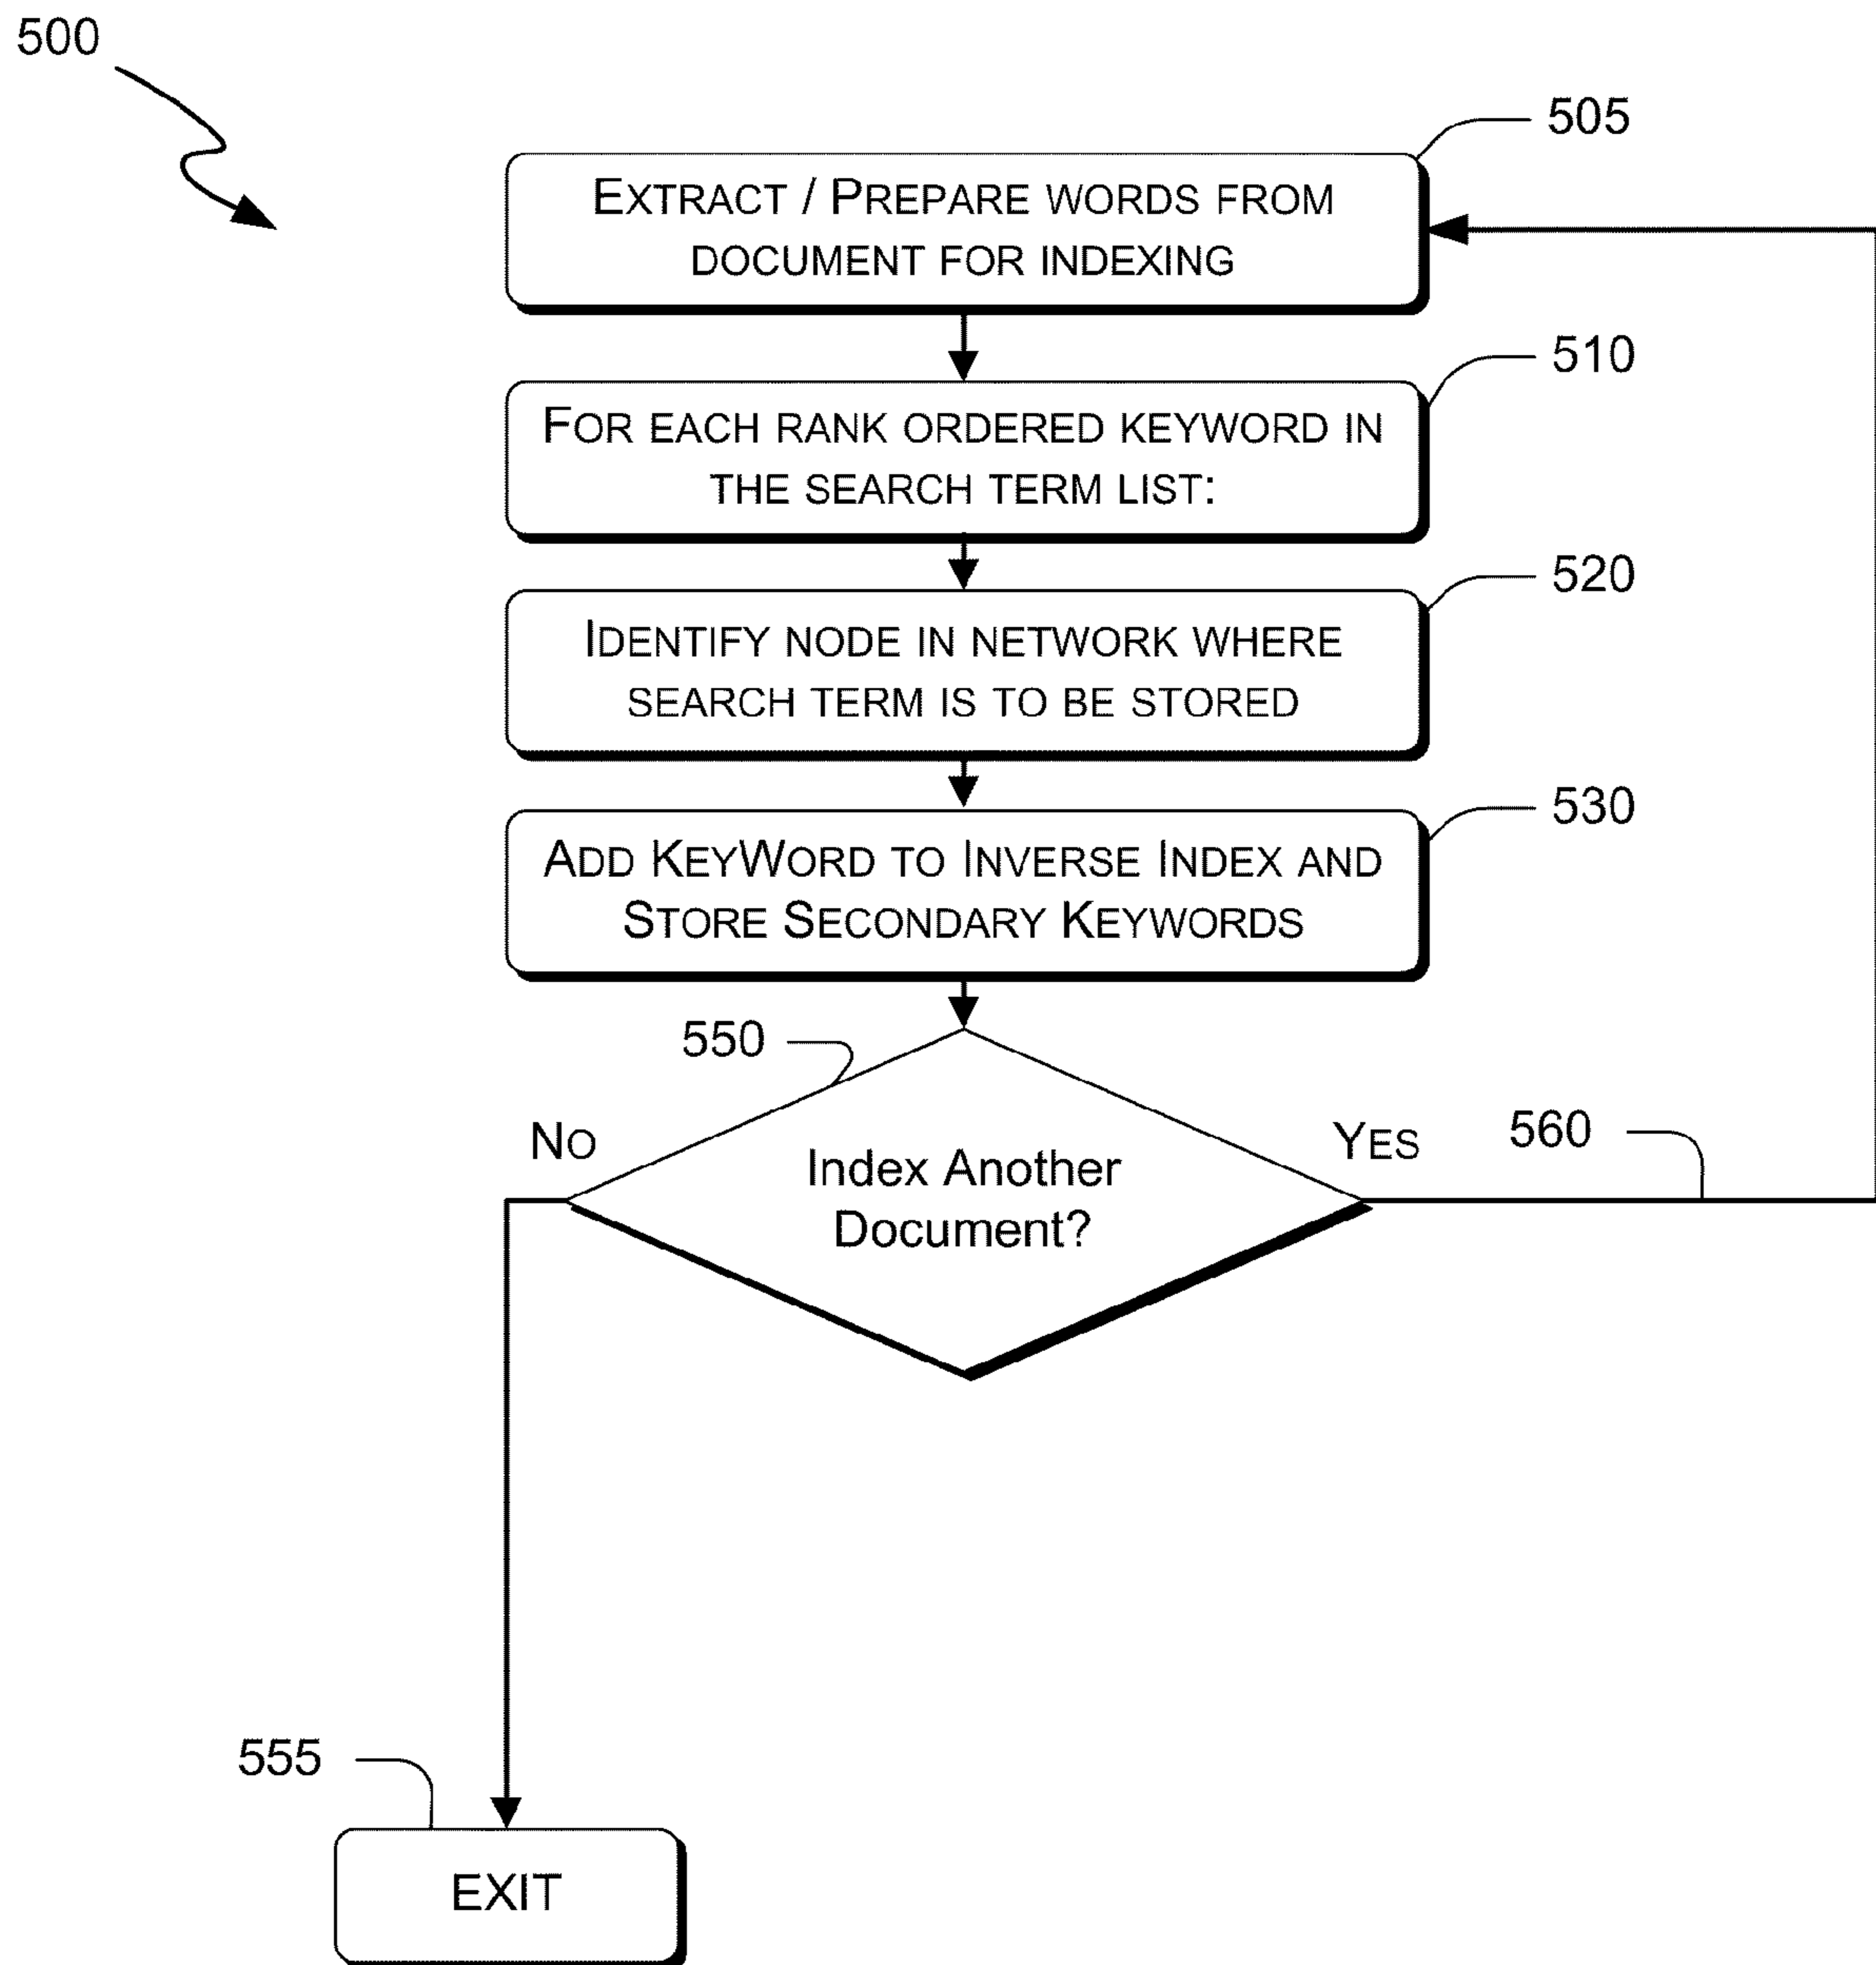 500
505
EXTRACT / PREPARE WORDS FROM
DOCUMENT FOR INDEXING
510
FOR EACH RANK ORDERED KEYWORD IN
THE SEARCH TERM LIST:
520
IDENTIFY NODE IN NETWORK WHERE
SEARCH TERM IS TO BE STORED
530
ADD KEYWORD TO INVERSE INDEX AND
STORE SECONDARY KEYWORDS
550
NO
YES
560
Index Another
Document?
555
EXIT